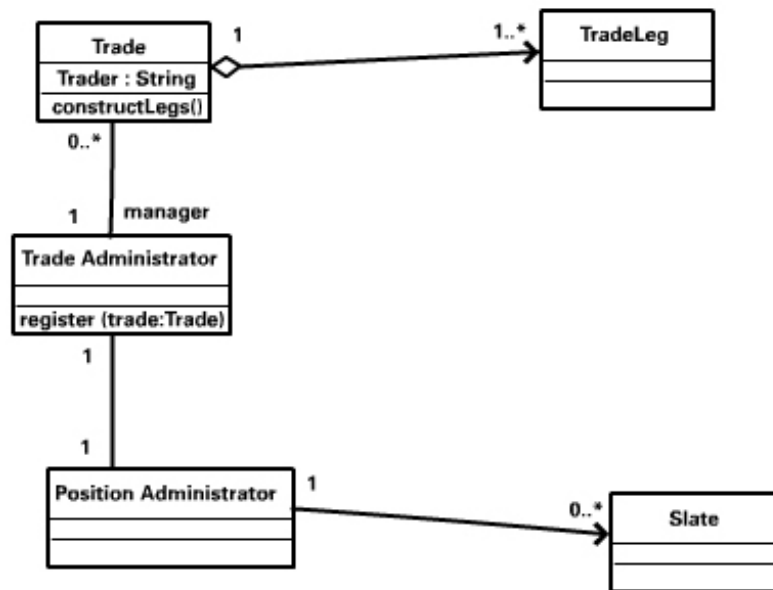 Trade
Trader : String
constructLegs()
1
1..*
TradeLeg
0..*
1
manager
Trade Administrator
register (trade:Trade)
1
1
Position Administrator
1
0..*
Slate